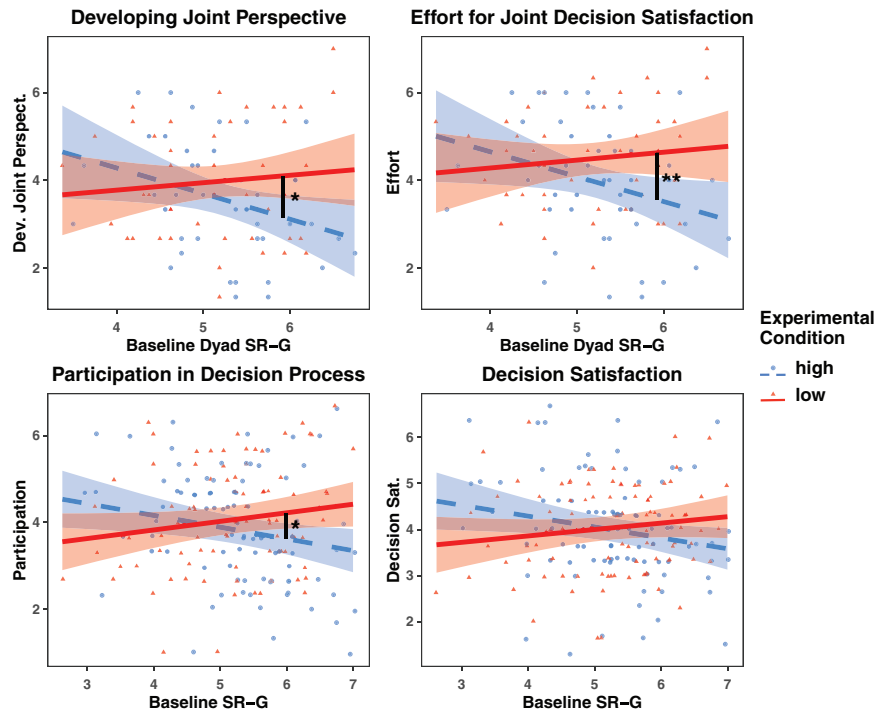 Developing Joint Perspective
Effort for Joint Decision Satisfaction
Dev. Joint Perspect.
6
4
2
4
5
6
Baseline Dyad SR−G
*
Effort
6
4
2
4
5
6
Baseline Dyad SR−G
**
Participation in Decision Process
Decision Satisfaction
Participation
6
4
2
3
4
5
6
7
Baseline SR−G
*
Decision Sat.
6
5
4
3
2
3
4
5
6
7
Baseline SR−G
Experimental
Condition
high
low